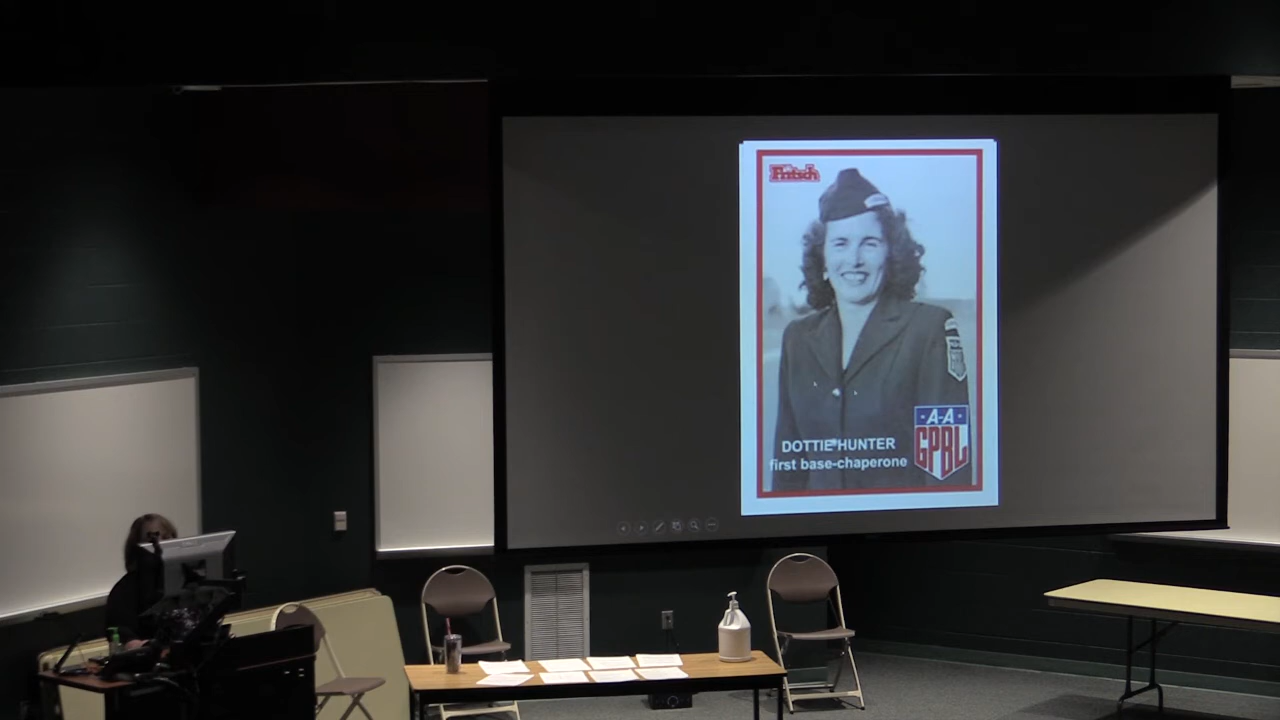 Fritsch
A-A
GPBL
DOTTIE HUNTER
first base-chaperone